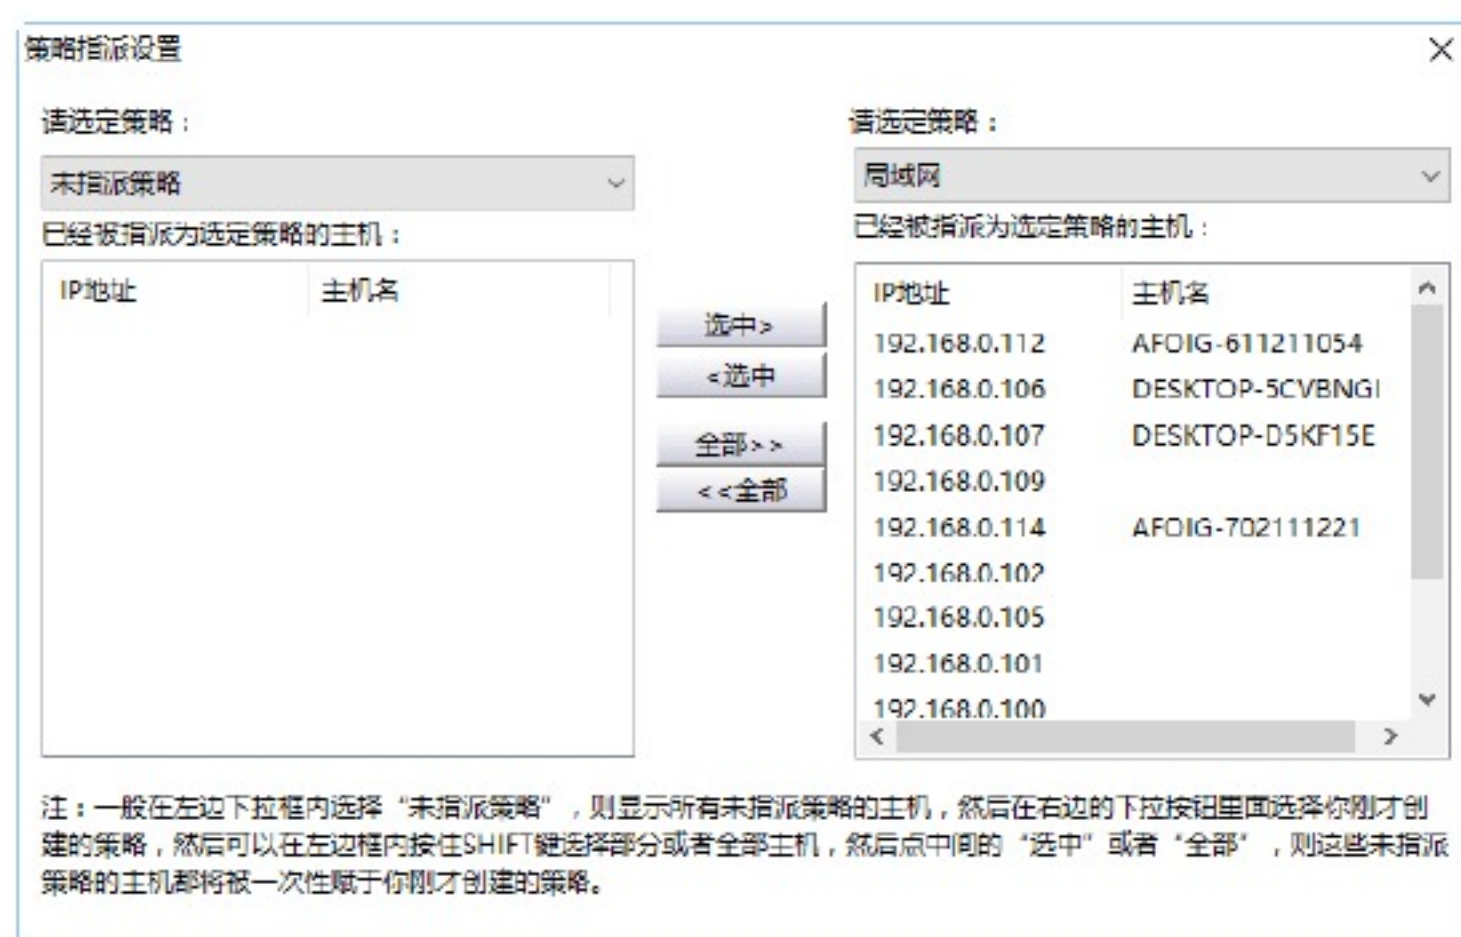 策略指派设置
请选定策略：
未指派策略
已经被指派为选定策略的主机：
IP地址 主机名
选中>
<选中
全部>>
<<全部
请选定策略：
局域网
已经被指派为选定策略的主机：
IP地址 主机名
192.168.0.112 AFOIG-611211054
192.168.0.106 DESKTOP-5CVBNGI
192.168.0.107 DESKTOP-D5KF15E
192.168.0.109
192.168.0.114 AFOIG-702111221
192.168.0.102
192.168.0.105
192.168.0.101
192.168.0.100
注：一般在左边下拉框内选择“未指派策略”，则显示所有未指派策略的主机，然后在右边的下拉按钮里面选择你刚才创
建的策略，然后可以在左边框内按住SHIFT键选择部分或者全部主机，然后点中间的“选中”或者“全部”，则这些未指派
策略的主机都将被一次性赋于你刚才创建的策略。